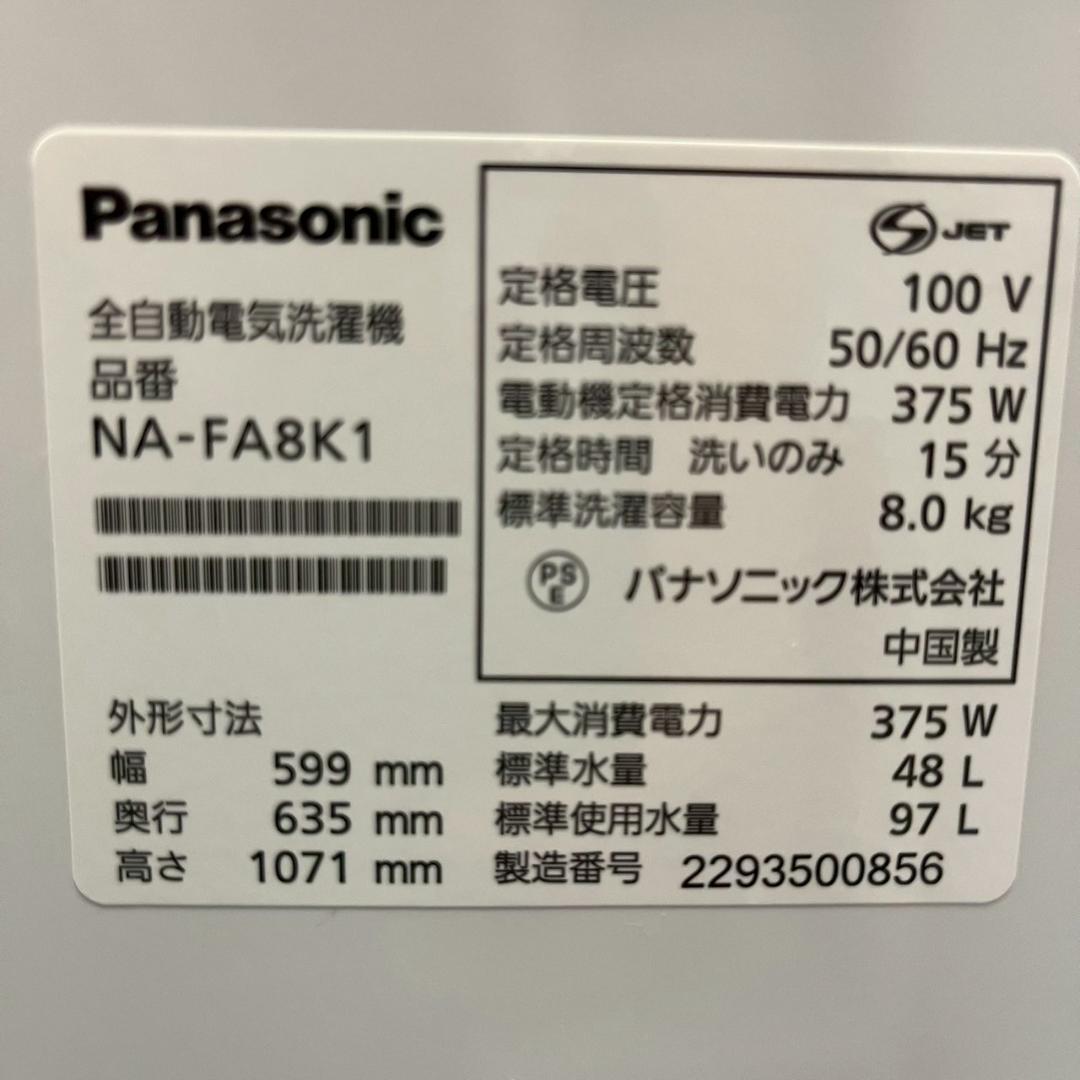 Panasonic
全自動電気洗濯機
品番
NA-FA8K1
JET
定格電圧 100 V
定格周波数 50/60 Hz
電動機定格消費電力 375 W
定格時間 洗いのみ 15 分
標準洗濯容量 8.0 kg
PS
E
パナソニック株式会社
中国製
外形寸法
幅 599 mm
奥行 635 mm
高さ 1071 mm
最大消費電力 375 W
標準水量 48 L
標準使用水量 97 L
製造番号 2293500856